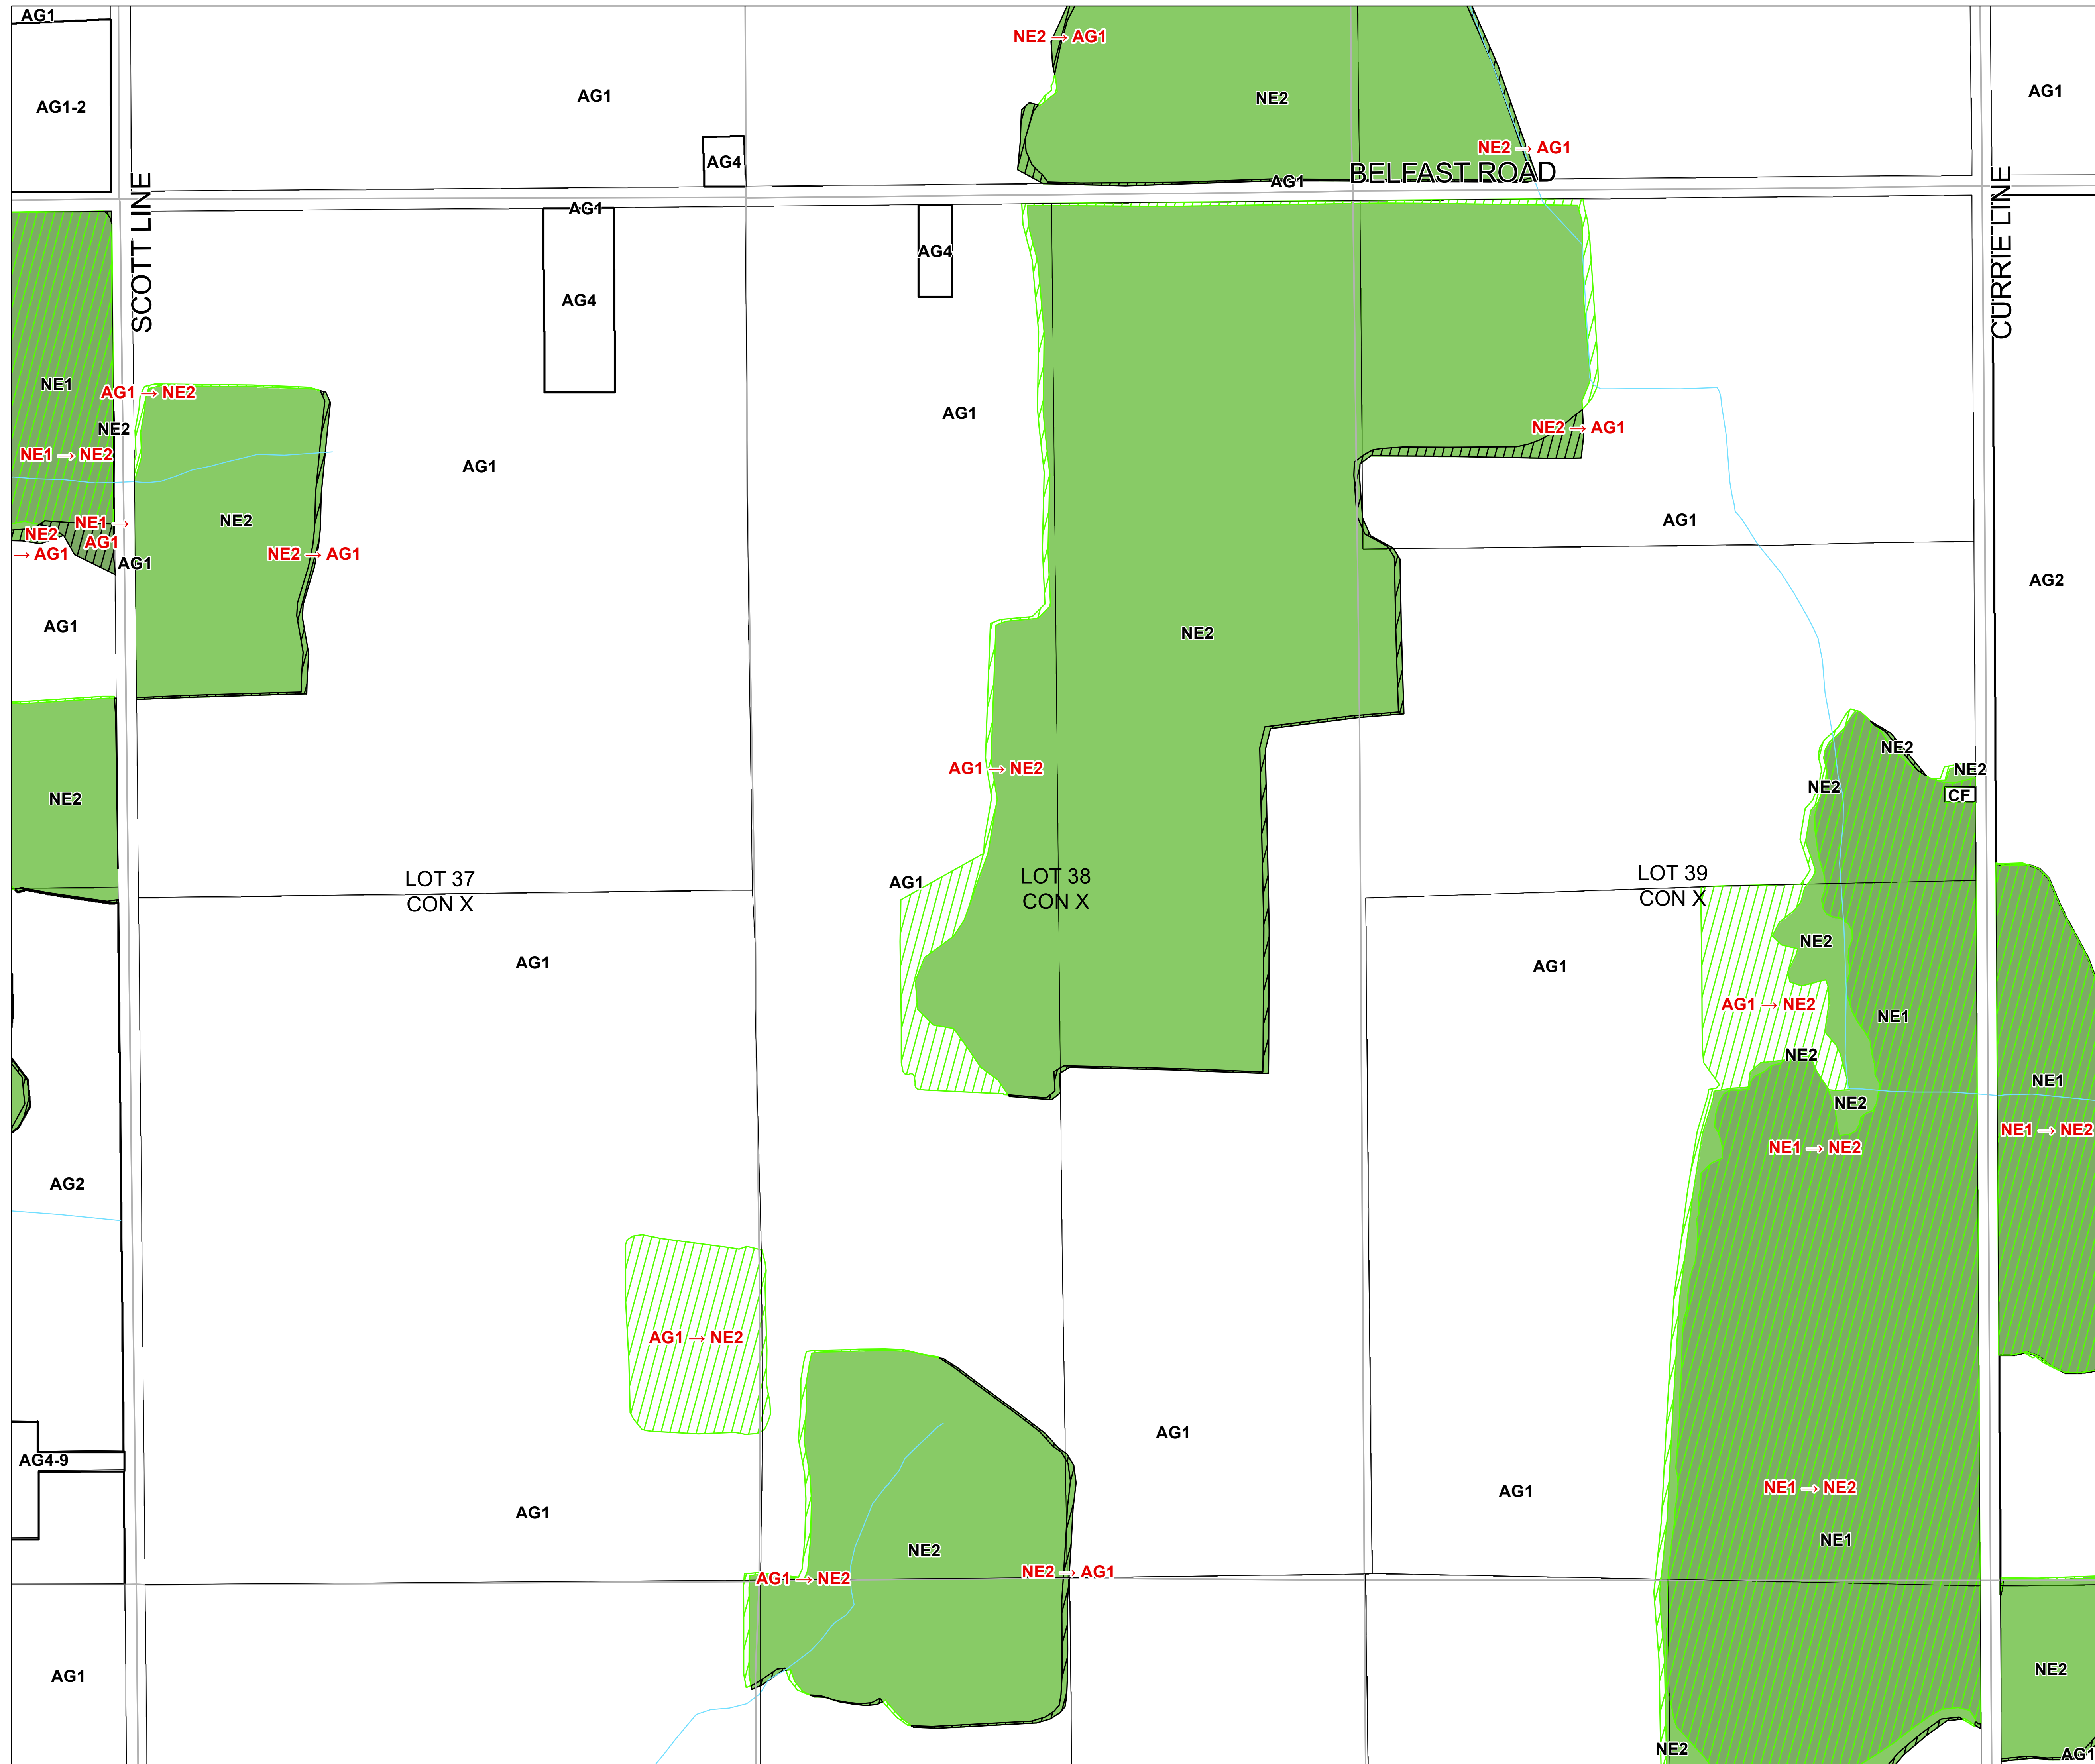 AG1
NE2 → AG1
AG1
AG1
NE2
AG1-2
NE2 → AG1
AG4
BELFAST ROAD
AG1
SCOTT LINE
CURRIE LINE
AG1
AG4
AG4
NE1
AG1 → NE2
AG1
NE2
NE2 → AG1
NE1 → NE2
AG1
NE2
AG1
NE1 →
AG1
NE2
→ AG1
NE2 → AG1
AG1
AG2
AG1
NE2
NE2
AG1 → NE2
NE2
NE2
NE2
CF
NE2
LOT 37
CON X
AG1
LOT 38
CON X
LOT 39
CON X
AG1
AG1
NE2
AG1 → NE2
NE1
NE2
NE1
NE2
NE1 → NE2
NE1 → NE2
AG2
AG1 → NE2
AG1
AG4-9
AG1
AG1
NE1 → NE2
NE1
NE2
AG1 → NE2
NE2 → AG1
AG1
NE2
NE2
AG1